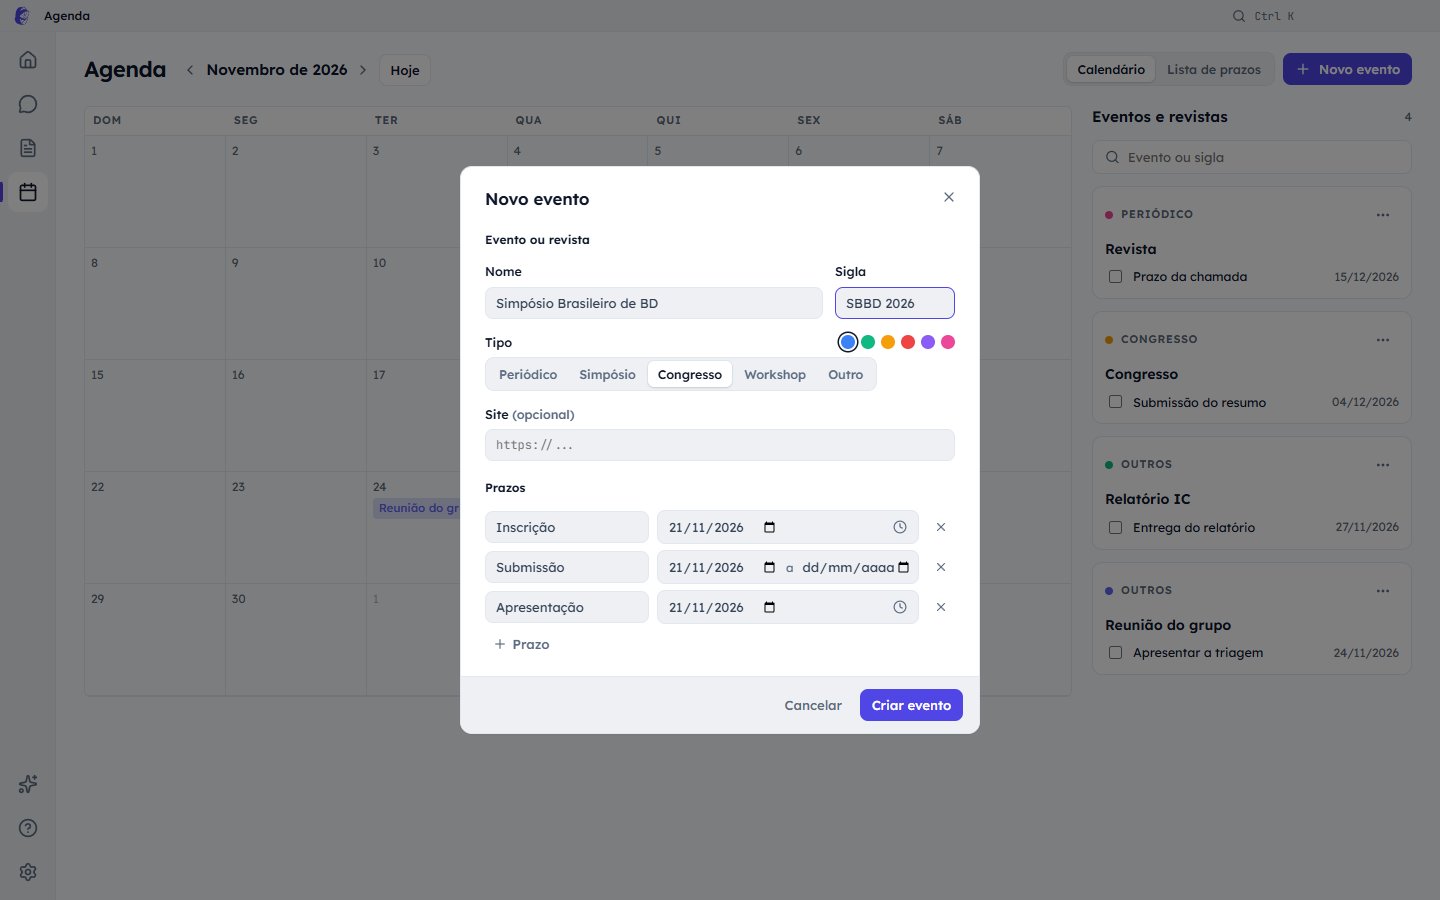 Agenda
Ctrl K
Agenda
Novembro de 2026
Hoje
Calendário
Lista de prazos
Novo evento
DOM SEG TER QUA QUI SEX SÁB
1 2 3 4 5 6 7
8 9 10
15 16 17
22 23 24
Reunião do gr
29 30 1
Eventos e revistas 4
Evento ou sigla
PERIÓDICO
Revista
Prazo da chamada 15/12/2026
CONGRESSO
Congresso
Submissão do resumo 04/12/2026
OUTROS
Relatório IC
Entrega do relatório 27/11/2026
OUTROS
Reunião do grupo
Apresentar a triagem 24/11/2026
Novo evento
Evento ou revista
Nome Sigla
Simpósio Brasileiro de BD SBBD 2026
Tipo
Periódico Simpósio Congresso Workshop Outro
Site (opcional)
https://...
Prazos
Inscrição 21/11/2026
Submissão 21/11/2026 a dd/mm/aaaa
Apresentação 21/11/2026
Prazo
Cancelar Criar evento